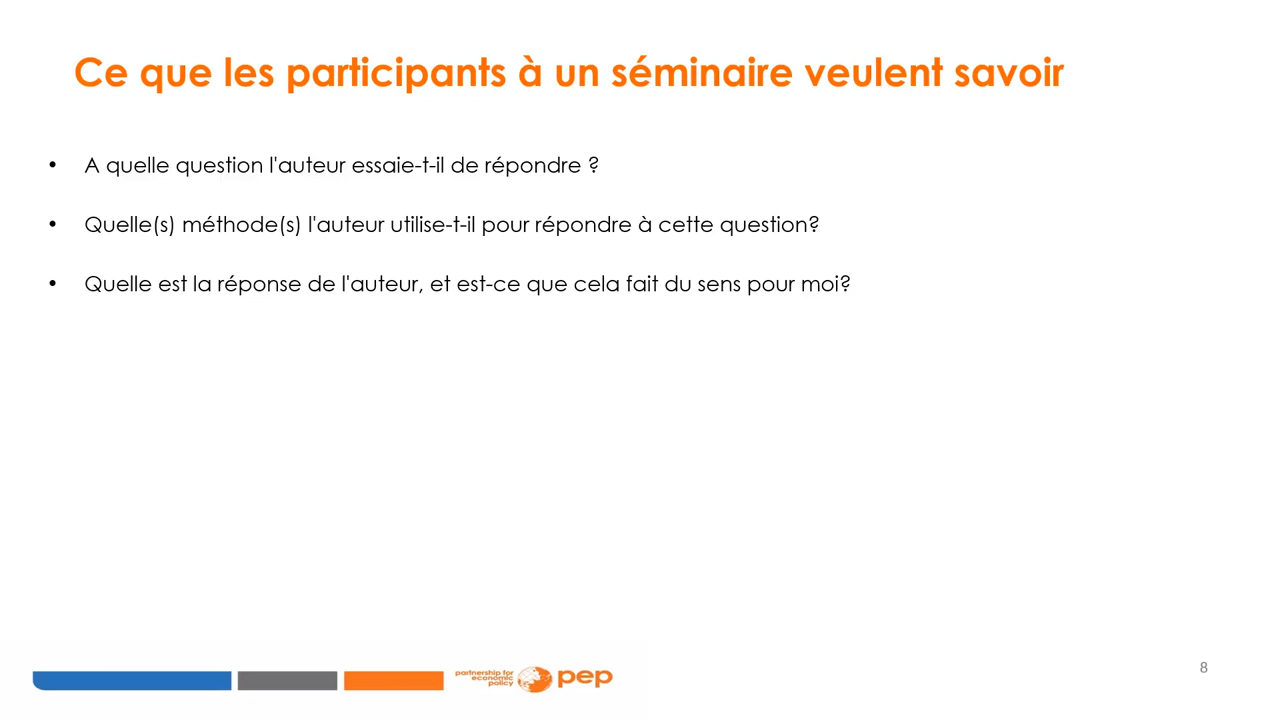 Ce que les participants à un séminaire veulent savoir
• A quelle question l'auteur essaie-t-il de répondre ?
• Quelle(s) méthode(s) l'auteur utilise-t-il pour répondre à cette question?
• Quelle est la réponse de l'auteur, et est-ce que cela fait du sens pour moi?
partnership for
economic
policy
pep
8